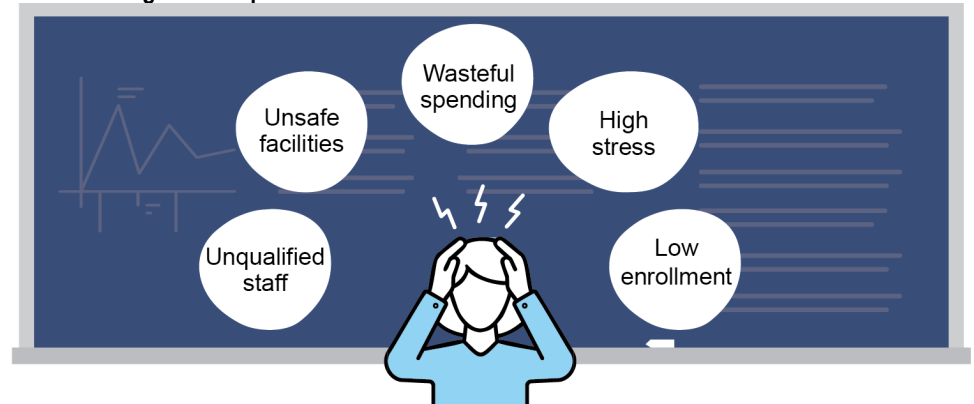 Wasteful
spending
Unsafe
facilities
High
stress
Unqualified
staff
Low
enrollment